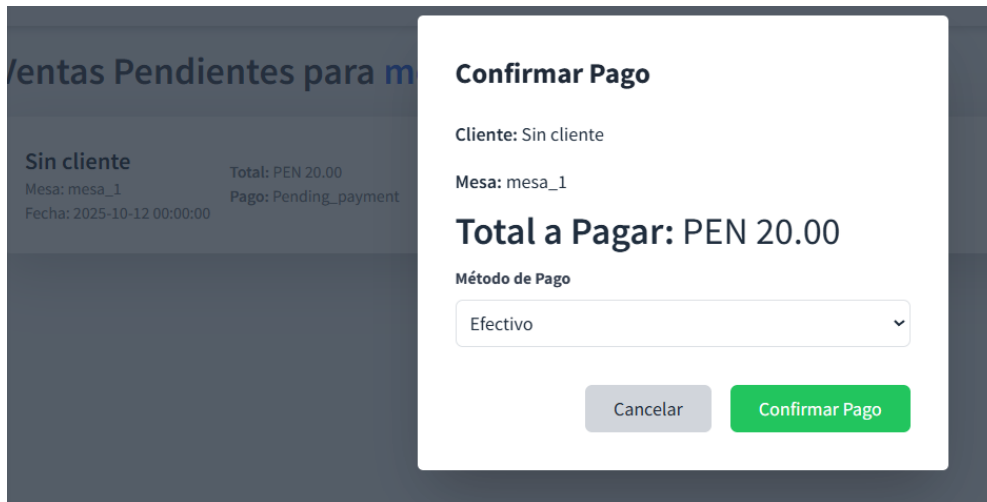 Ventas Pendientes para m
Sin cliente
Mesa: mesa_1
Fecha: 2025-10-12 00:00:00
Total: PEN 20.00
Pago: Pending_payment
Confirmar Pago
Cliente: Sin cliente
Mesa: mesa_1
Total a Pagar: PEN 20.00
Método de Pago
Efectivo
Cancelar
Confirmar Pago